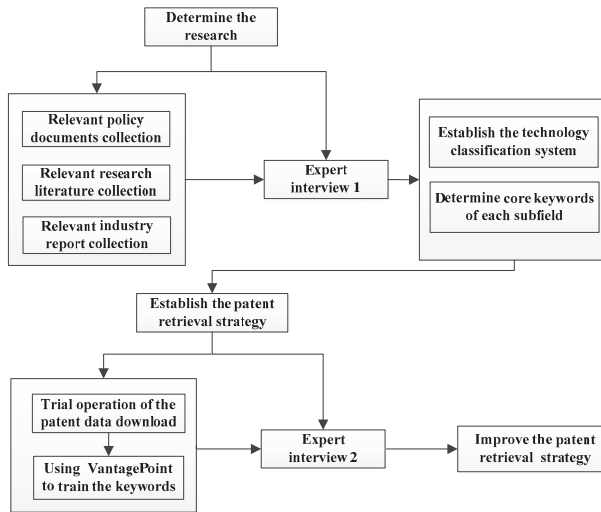 Determine the
research
Relevant policy
documents collection
Relevant research
literature collection
Relevant industry
report collection
Expert
interview 1
Establish the technology
classification system
Determine core keywords
of each subfield
Establish the patent
retrieval strategy
Trial operation of the
patent data download
Using VantagePoint
to train the keywords
Expert
interview 2
Improve the patent
retrieval strategy